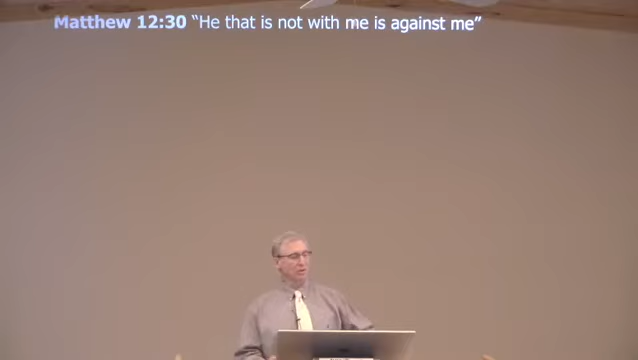 Matthew 12:30 “He that is not with me is against me”